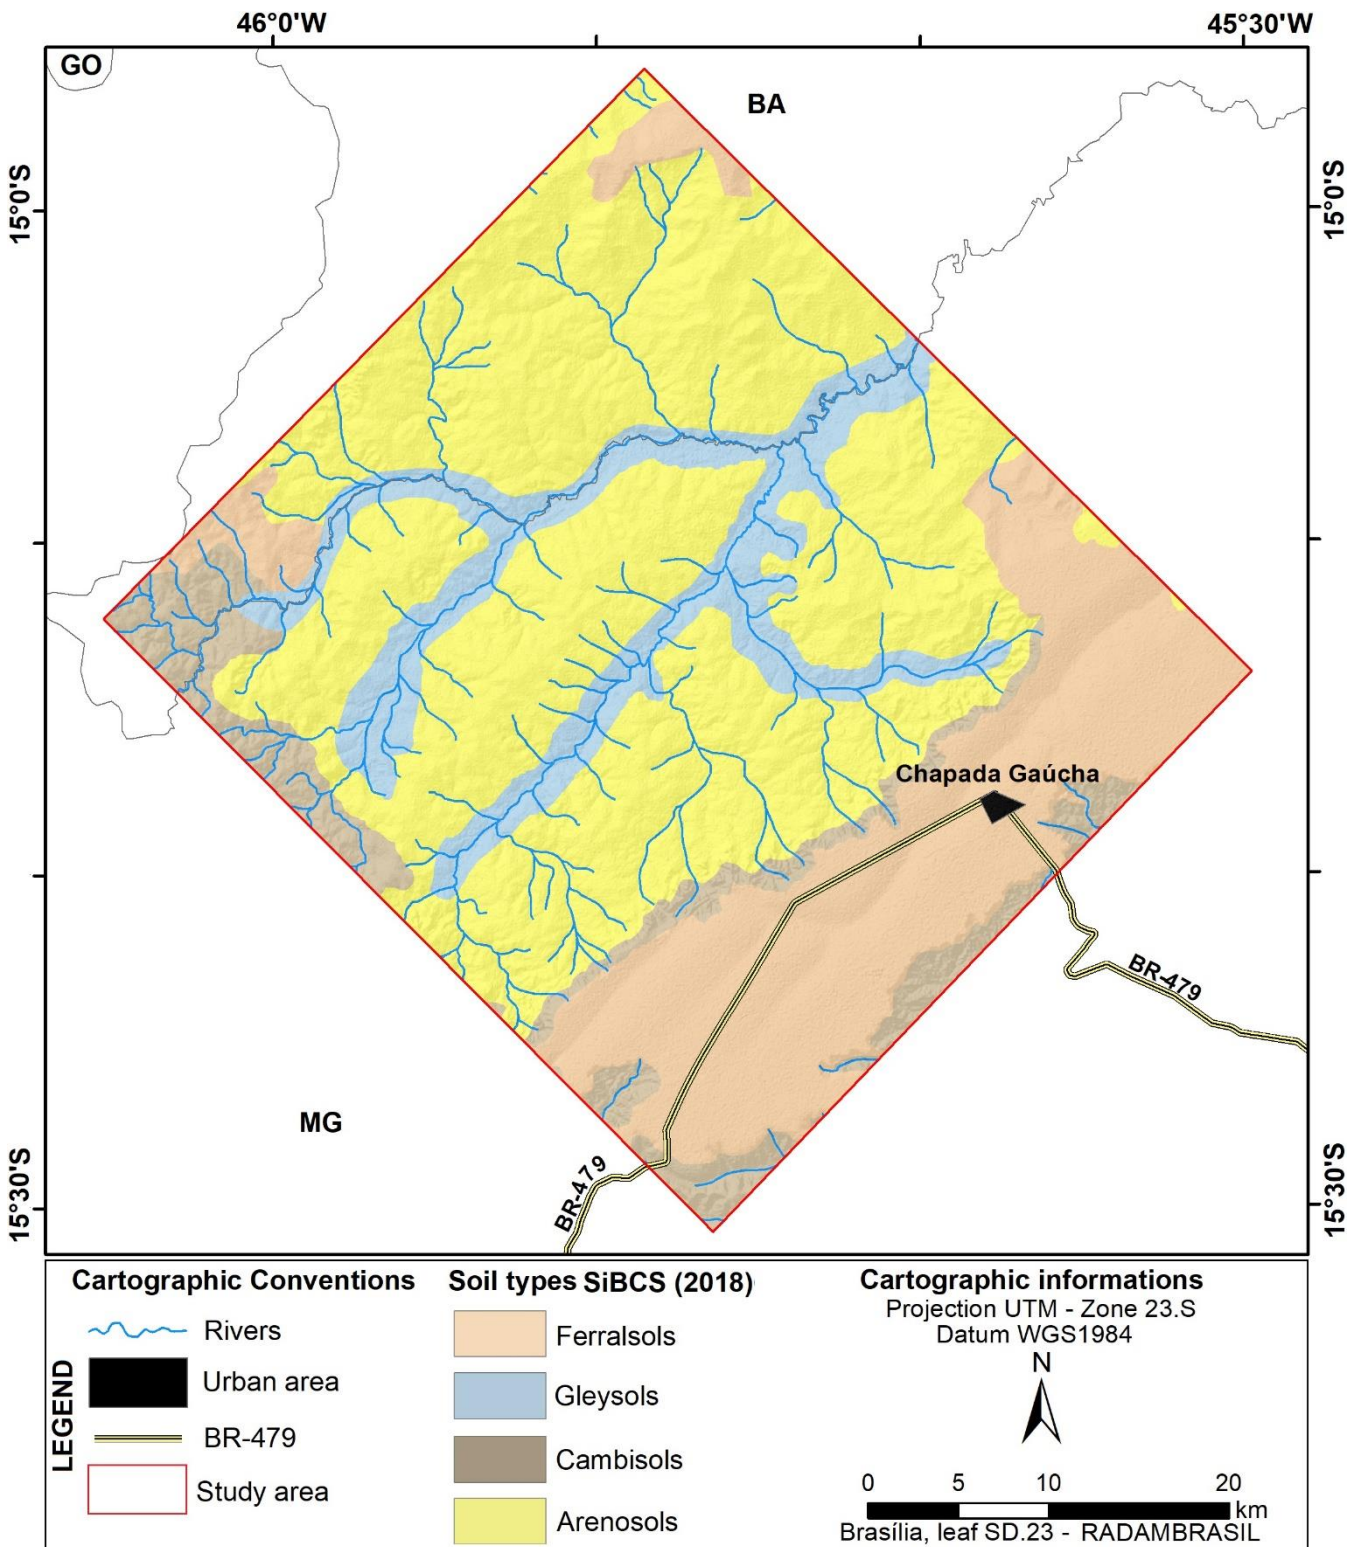 46°0'W
45°30'W
GO
BA
15°0'S
15°0'S
Chapada Gaúcha
BR-479
MG
BR-479
15°30'S
15°30'S
LEGEND
Cartographic Conventions
Rivers
Urban area
BR-479
Study area
Soil types SiBCS (2018)
Ferralsols
Gleysols
Cambisols
Arenosols
Cartographic informations
Projection UTM - Zone 23.S
Datum WGS1984
N
0 5 10 20
km
Brasília, leaf SD.23 - RADAMBRASIL